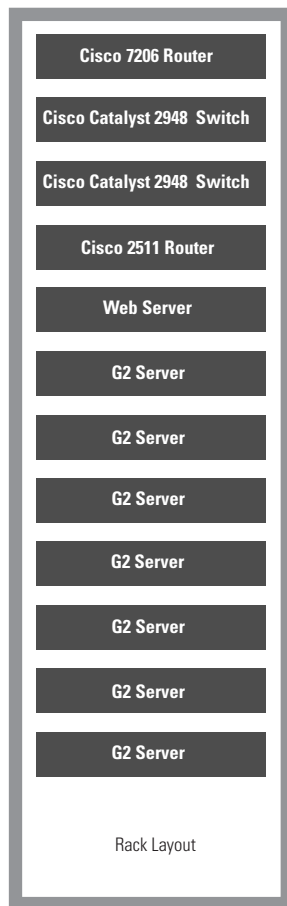 Cisco 7206 Router
Cisco Catalyst 2948 Switch
Cisco Catalyst 2948 Switch
Cisco 2511 Router
Web Server
G2 Server
G2 Server
G2 Server
G2 Server
G2 Server
G2 Server
G2 Server
Rack Layout